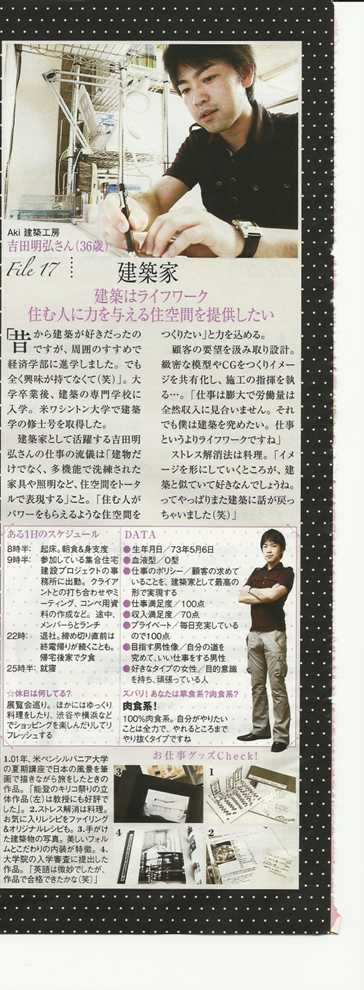 Aki 建築工房
吉田明弘さん(36歳)
File 17
建築家
建築はライフワーク
住む人に力を与える住空間を提供したい
「昔から建築が好きだったの
ですが、周囲のすすめで
経済学部に進学しました。でも
全く興味が持てなくて(笑)」。大
学卒業後、建築の専門学校に
入学。米ワシントン大学で建築
学の修士号を取得した。
建築家として活躍する吉田明
弘さんの仕事の流儀は「建物だ
けでなく、多機能で洗練された
家具や照明など、住空間をトータ
ルで表現する」こと。「住む人が
パワーをもらえるような住空間を
つくりたい」と力を込める。
顧客の要望を汲み取り設計。
緻密な模型やCGをつくりイメー
ジを共有化し、施工の指揮を執
る…。「仕事は膨大で労働量は
全然収入に見合いません。それ
でも僕は建築を究めたい。仕事
というよりライフワークですね」
ストレス解消法は料理。「イメ
ージを形にしていくところが、建
築と似ていて好きなんでしょうね。
ってやっぱりまた建築に話が戻っ
ちゃいました(笑)」
ある1日のスケジュール
8時半: 起床。朝食&身支度
9時半: 参加している集合住宅
建設プロジェクトの事
務所に出勤。クライア
ントとの打ち合わせやミ
ーティング、コンペ用資
料の作成など。途中、
メンバーらとランチ
22時: 退社。締め切り直前は
終電帰りが続くことも。
帰宅後家で夕食
25時半: 就寝
☆休日は何してる?
展覧会巡り。ほかにはゆっくり
料理をしたり、渋谷や横浜など
でショッピングを楽しんだりしてリ
フレッシュする
DATA
●生年月日/73年5月6日
●血液型/O型
●仕事のポリシー/顧客の求めて
いることを、建築家として最高の
形で実現する
●仕事満足度/100点
●収入満足度/70点
●プライベート/毎日充実している
ので100点
●目指す男性像/自分の道を
究めて、いい仕事をする男性
●好きなタイプの女性/目的意識
を持ち、頑張っている人
ズバリ! あなたは草食系?肉食系?
肉食系!
100%肉食系。自分がやりたい
ことは全力で、やれるところまで
やり抜くタイプですね
1.01年、米ペンシルバニア大学
の夏期講座で日本の風景を筆
画で描きながら旅をしたときの
作品。「能登のキリコ祭りの立
体作品(左)は教授にも好評で
した」。2.ストレス解消は料理。
お気に入りレシピをファイリング
&オリジナルレシピも。3.手がけ
た建築物の写真。美しいフォル
ムとこだわりの内装が特徴。4.
大学院の入学審査に提出した
作品。「英語は微妙でしたが、
作品で合格できたかな(笑)」
お仕事グッズCheck!
3
1
4
2